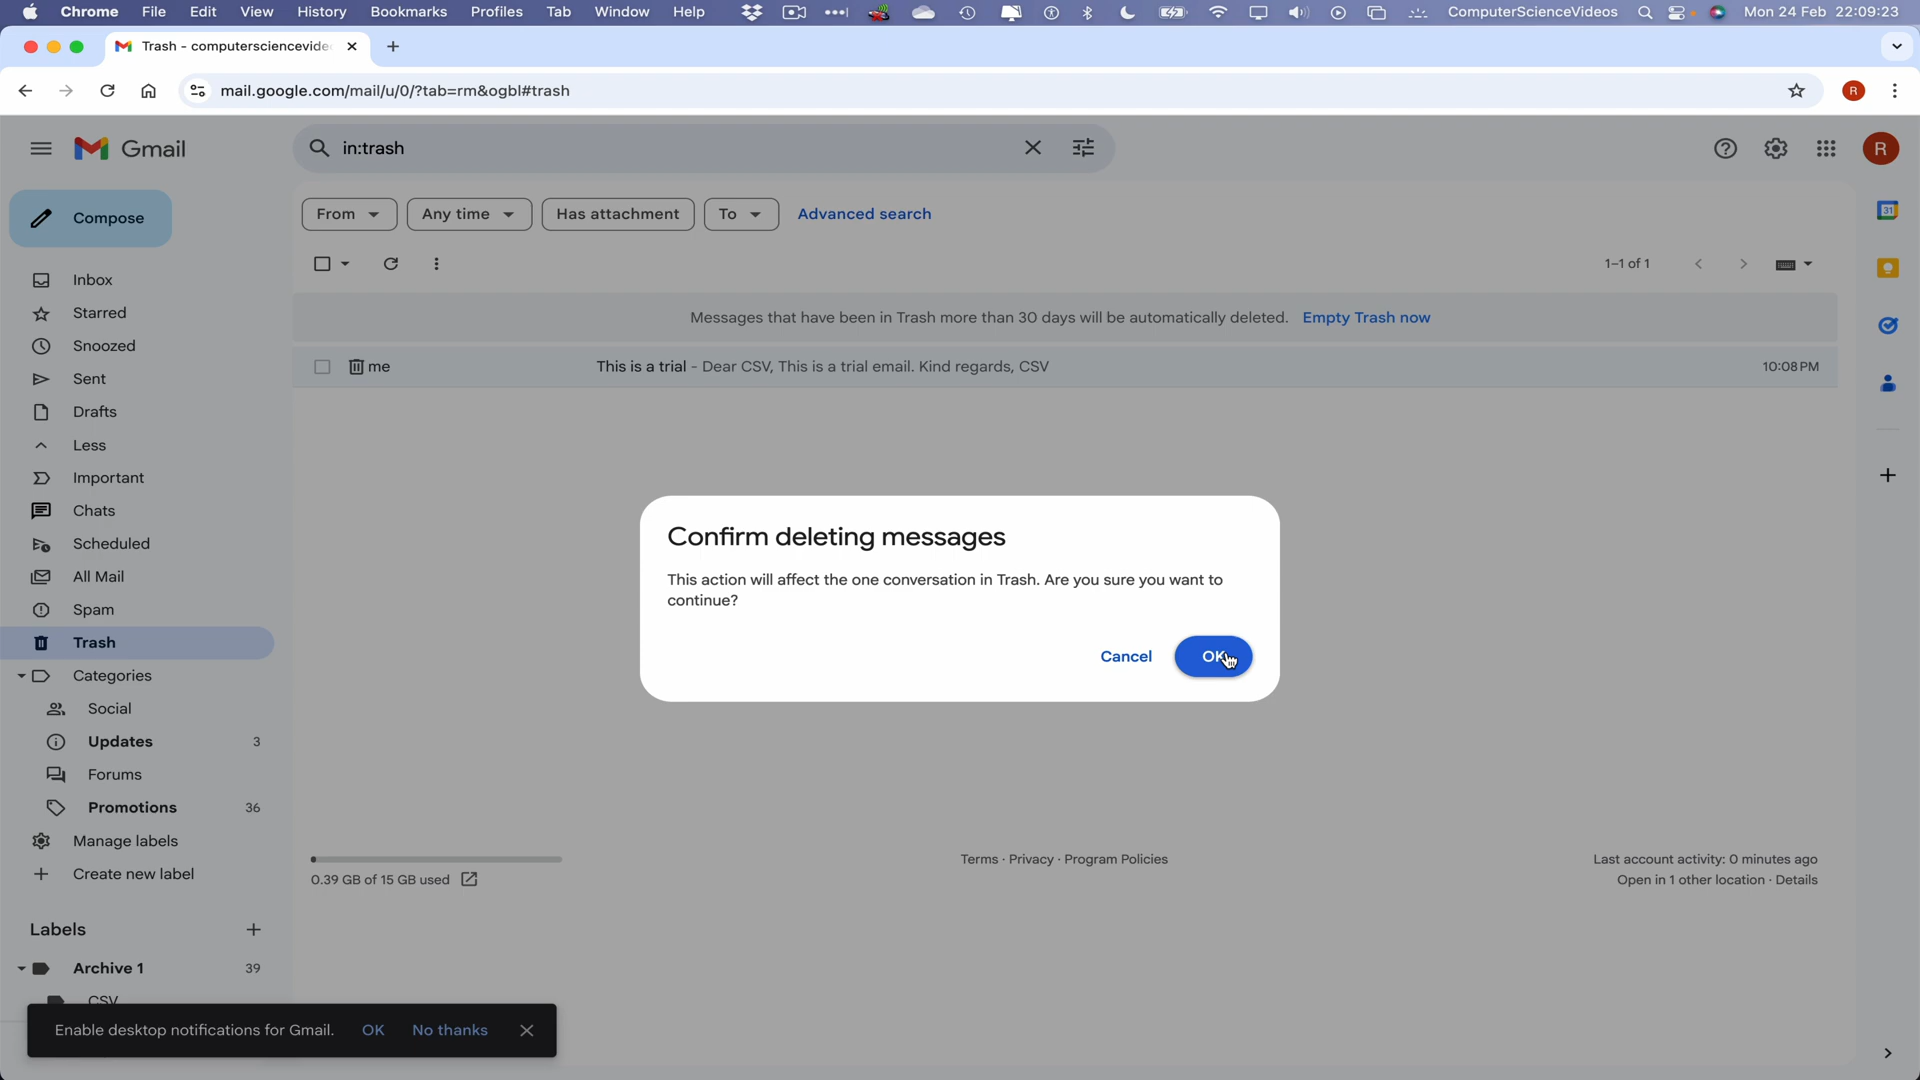 Chrome File Edit View History Bookmarks Profiles Tab Window Help ComputerScienceVideos Mon 24 Feb 22:09:23
Trash - computersciencevide
mail.google.com/mail/u/0/?tab=rm&ogbl#trash R
Gmail
in:trash
R
Compose
From Any time Has attachment To Advanced search
1–1 of 1
31
Inbox
Starred
Snoozed
Sent
Drafts
Less
Important
Chats
Scheduled
All Mail
Spam
Trash
Categories
Social
Updates 3
Forums
Promotions 36
Manage labels
Create new label
Labels
Archive 1 39
CSV
Messages that have been in Trash more than 30 days will be automatically deleted. Empty Trash now
me This is a trial - Dear CSV, This is a trial email. Kind regards, CSV 10:08 PM
Confirm deleting messages
This action will affect the one conversation in Trash. Are you sure you want to
continue?
Cancel OK
0.39 GB of 15 GB used
Terms · Privacy · Program Policies
Last account activity: 0 minutes ago
Open in 1 other location · Details
Enable desktop notifications for Gmail. OK No thanks